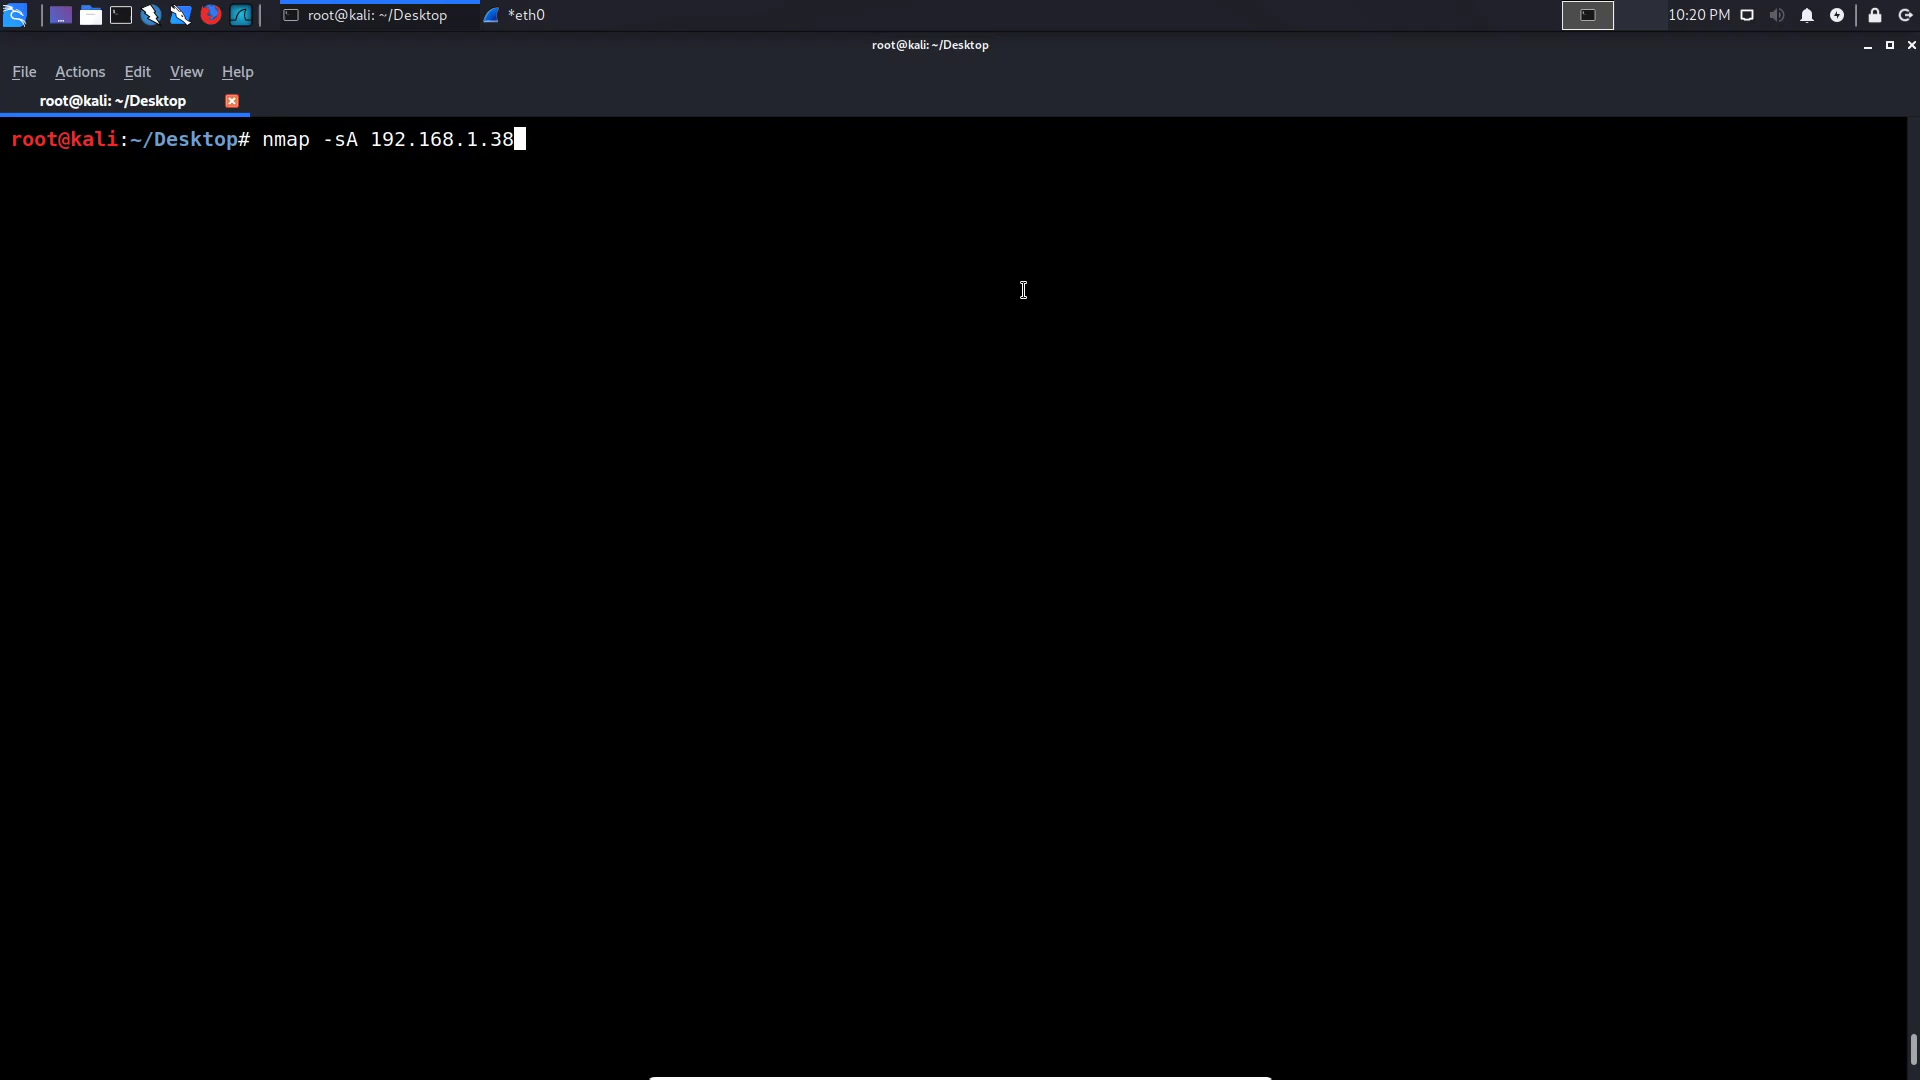 root@kali: ~/Desktop *eth0 10:20 PM
root@kali: ~/Desktop
File Actions Edit View Help
root@kali: ~/Desktop
root@kali:~/Desktop# nmap -sA 192.168.1.38